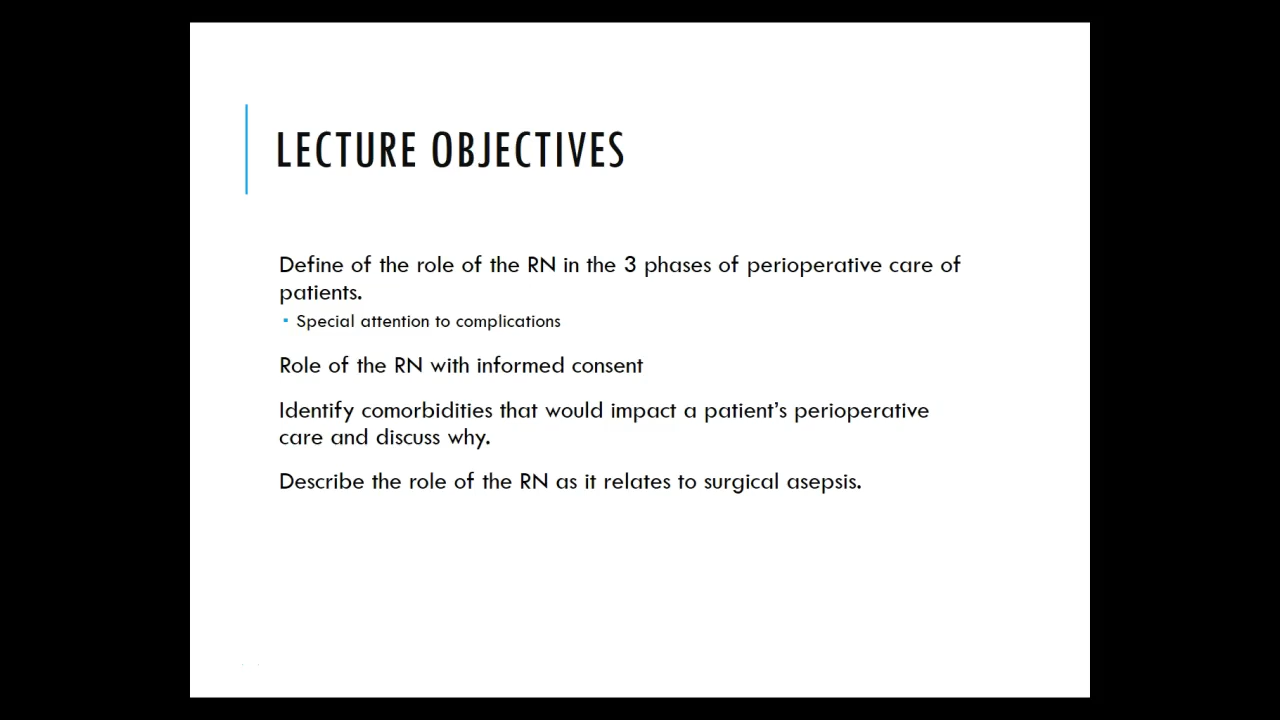 LECTURE OBJECTIVES
Define of the role of the RN in the 3 phases of perioperative care of
patients.
▪ Special attention to complications
Role of the RN with informed consent
Identify comorbidities that would impact a patient’s perioperative
care and discuss why.
Describe the role of the RN as it relates to surgical asepsis.